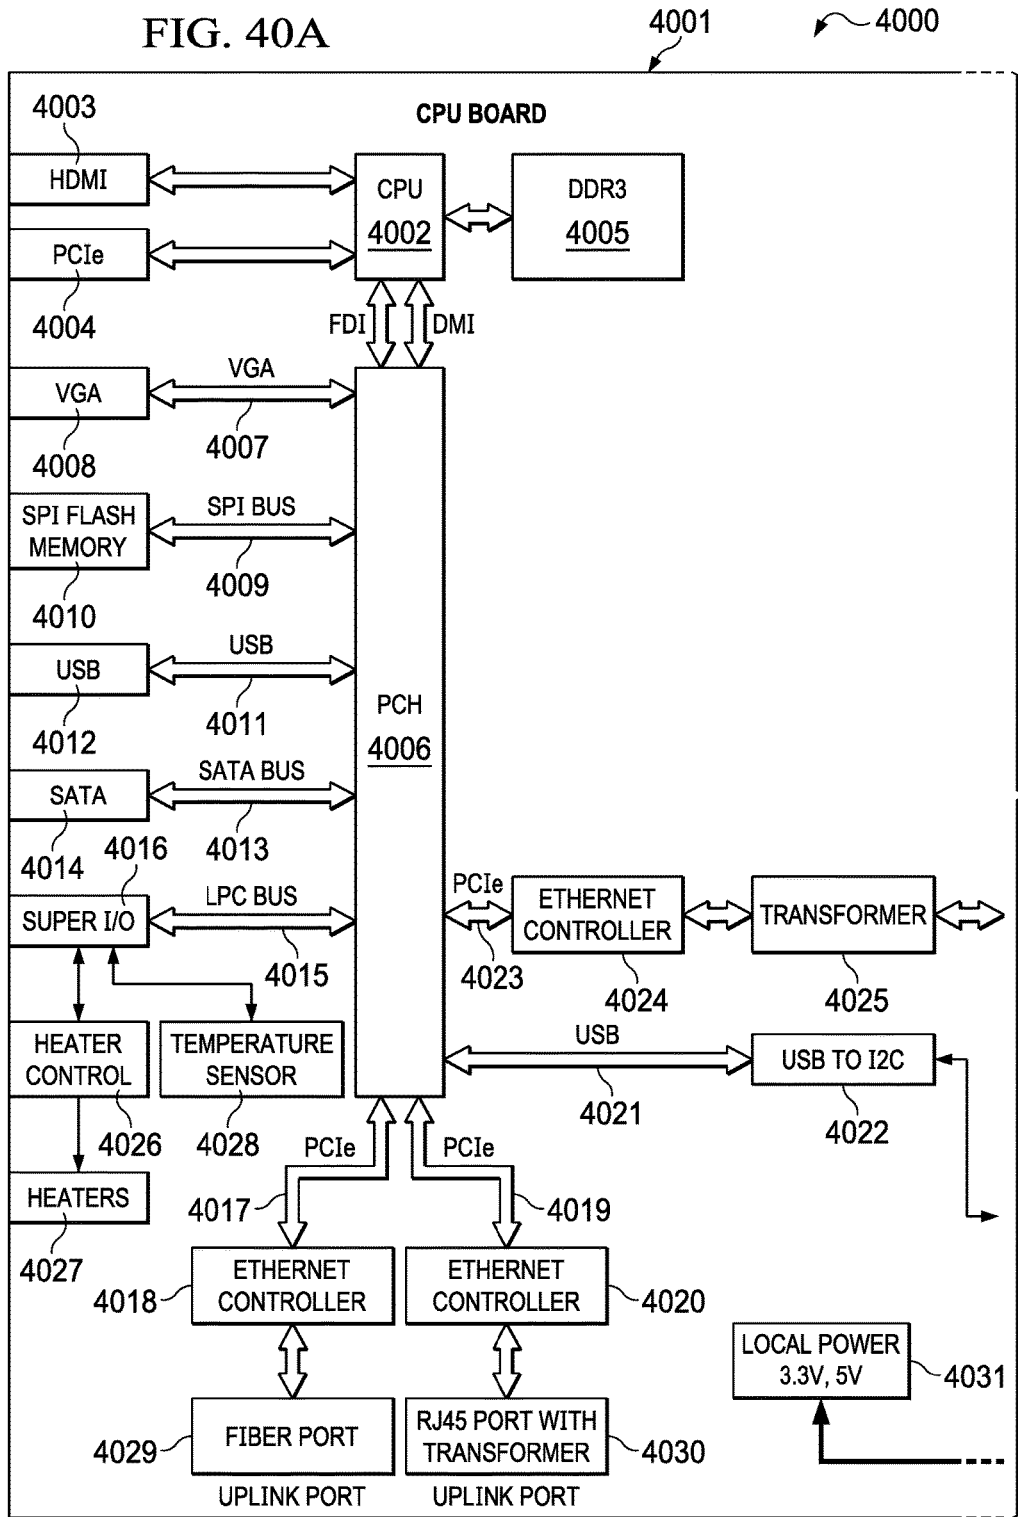 FIG. 40A
4001
4000
CPU BOARD
4003
HDMI
CPU
4002
DDR3
4005
PCIe
4004
FDI
DMI
VGA
VGA
4007
4008
SPI FLASH
MEMORY
SPI BUS
4009
4010
USB
USB
4011
4012
PCH
4006
SATA BUS
SATA
4013
4014
4016
SUPER I/O
LPC BUS
4015
PCIe
4023
ETHERNET
CONTROLLER
4024
TRANSFORMER
4025
HEATER
CONTROL
4026
TEMPERATURE
SENSOR
4028
USB
4021
USB TO I2C
4022
HEATERS
4027
PCIe
4017
PCIe
4019
4018
ETHERNET
CONTROLLER
ETHERNET
CONTROLLER
4020
LOCAL POWER
3.3V, 5V
4031
4029
FIBER PORT
UPLINK PORT
RJ45 PORT WITH
TRANSFORMER
4030
UPLINK PORT